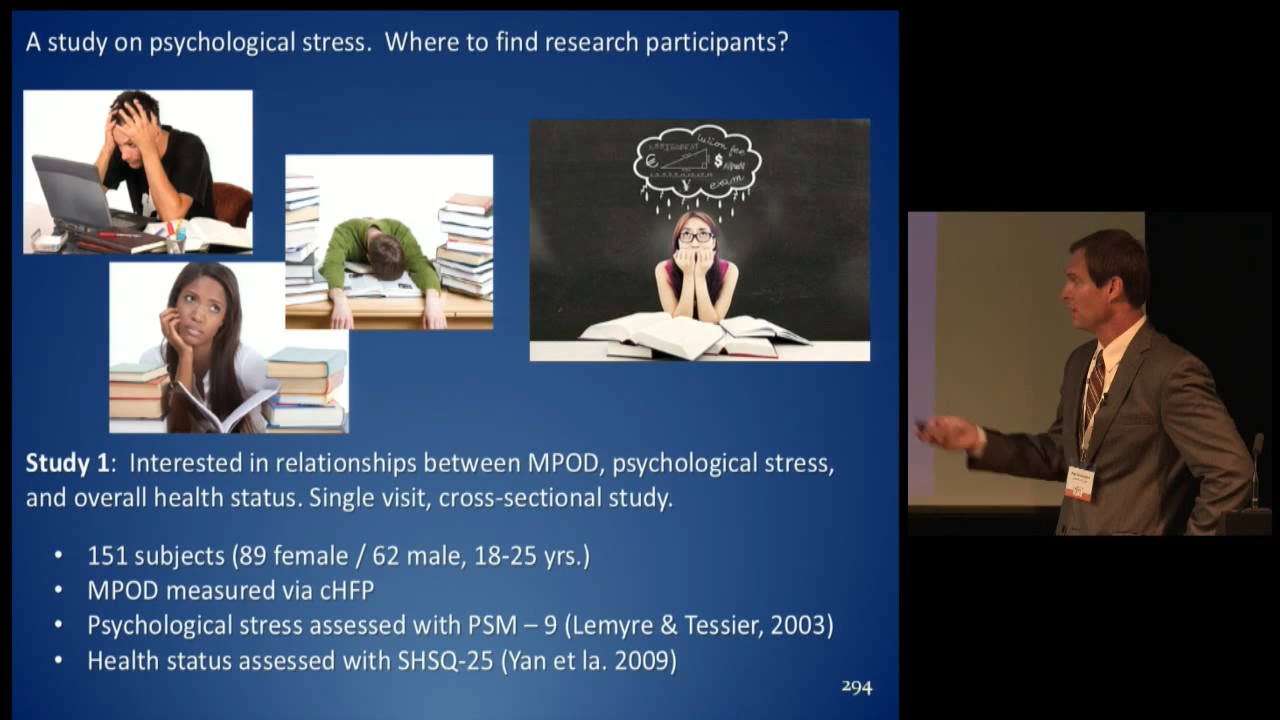 A study on psychological stress. Where to find research participants?
tuition fee
$
€
exam
¥
Study 1: Interested in relationships between MPOD, psychological stress,
and overall health status. Single visit, cross-sectional study.
• 151 subjects (89 female / 62 male, 18-25 yrs.)
• MPOD measured via cHFP
• Psychological stress assessed with PSM – 9 (Lemyre & Tessier, 2003)
• Health status assessed with SHSQ-25 (Yan et la. 2009)
294